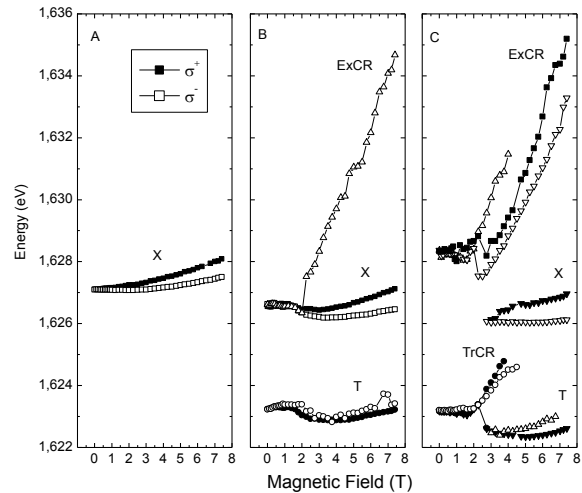 1,636
1,634
1,632
1,630
1,628
1,626
1,624
1,622
Energy (eV)
A
σ+
σ-
X
0 1 2 3 4 5 6 7 8
B
ExCR
X
T
0 1 2 3 4 5 6 7 8
C
ExCR
X
TrCR
T
0 1 2 3 4 5 6 7 8
Magnetic Field (T)